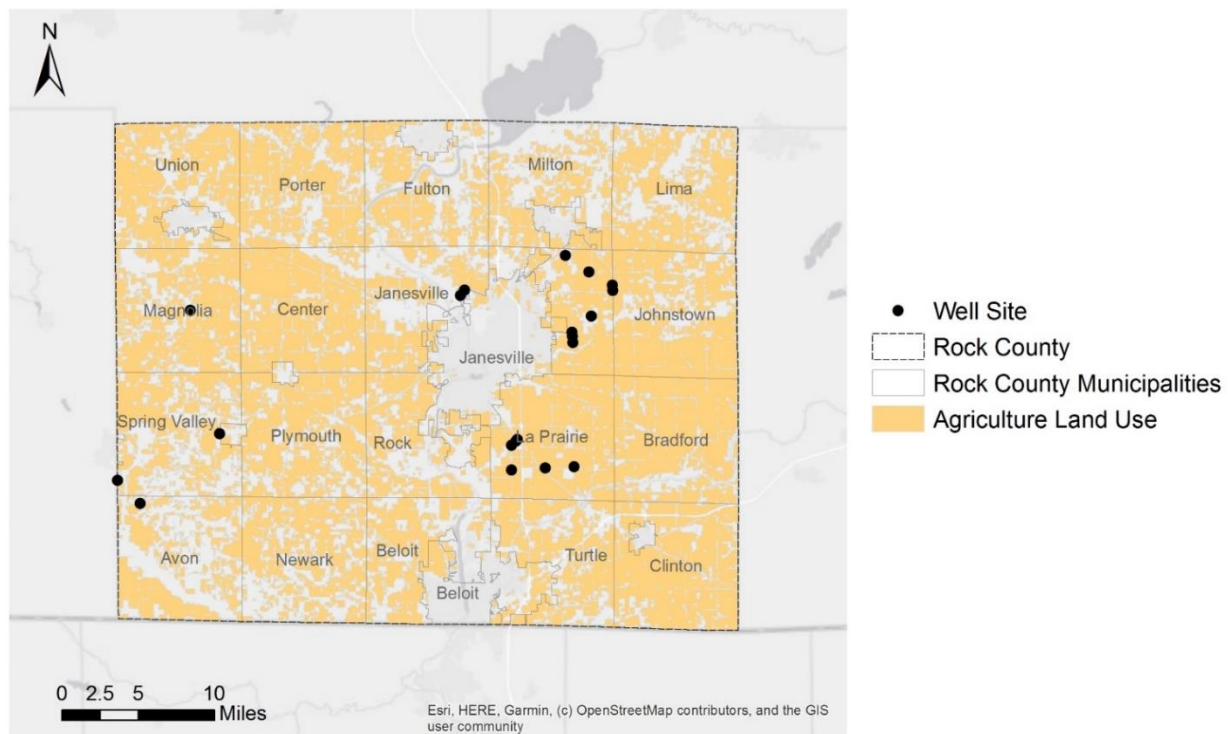 N
Union
Porter
Fulton
Milton
Lima
Magnolia
Center
Janesville
Janesville
Johnstown
Spring Valley
Plymouth
Rock
La Prairie
Bradford
Avon
Newark
Beloit
Beloit
Turtle
Clinton
0 2.5 5 10
Miles
Esri, HERE, Garmin, (c) OpenStreetMap contributors, and the GIS
user community
Well Site
Rock County
Rock County Municipalities
Agriculture Land Use